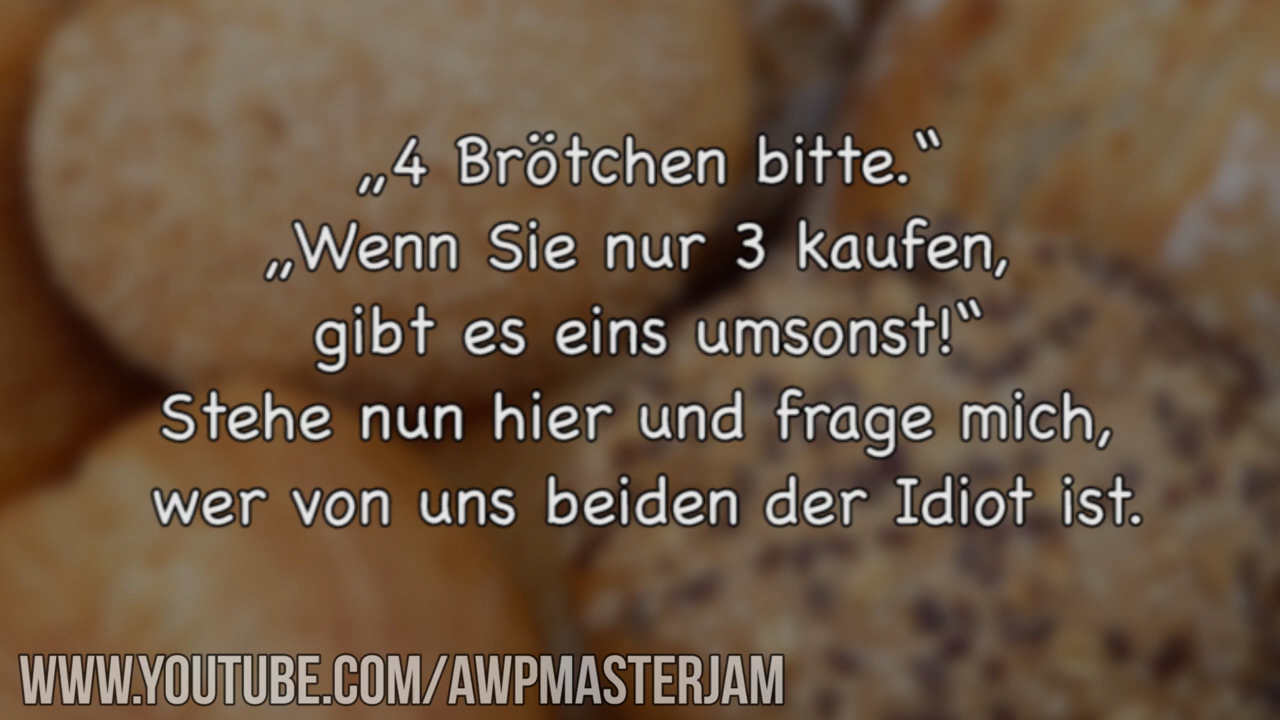 „4 Brötchen bitte.“
„Wenn Sie nur 3 kaufen,
gibt es eins umsonst!“
Stehe nun hier und frage mich,
wer von uns beiden der Idiot ist.
WWW.YOUTUBE.COM/AWPMASTERJAM